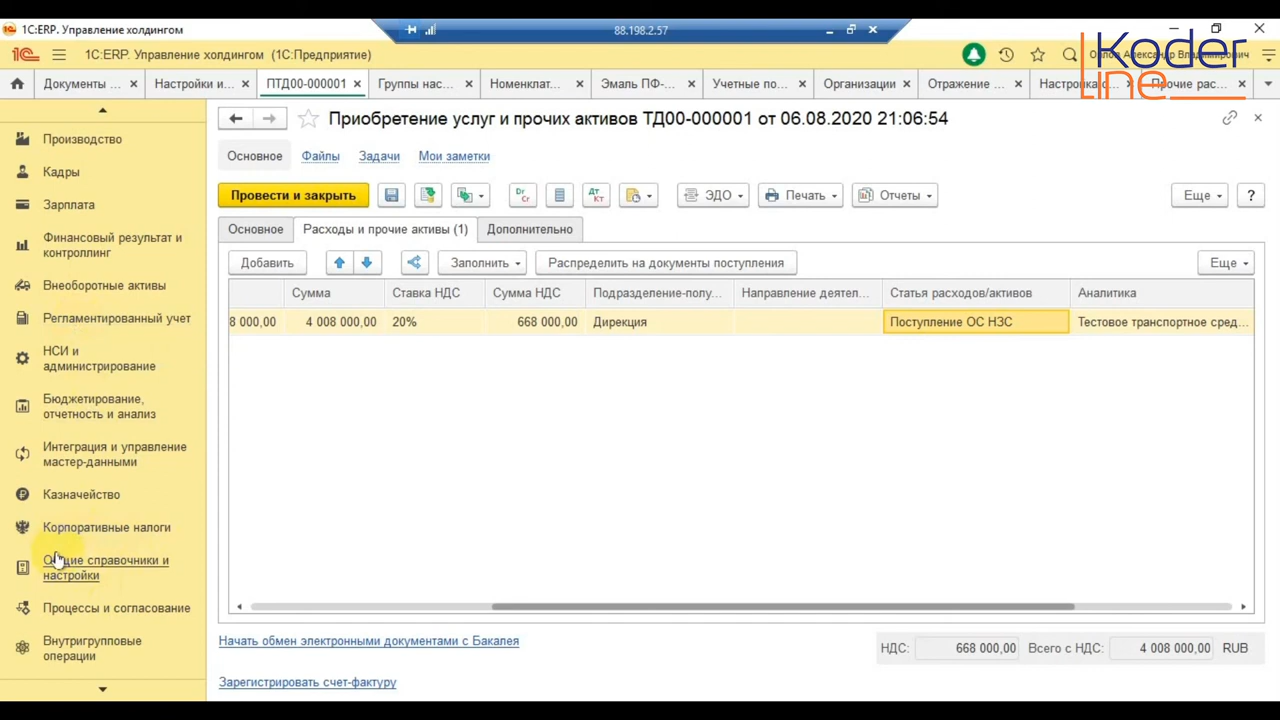 1С:ERP. Управление холдингом
88.198.2.57
1С:ERP. Управление холдингом (1С:Предприятие)
Koder
Line
Документы ...
Настройки и...
ПТД00-000001
Группы нас...
Номенклат...
Эмаль ПФ-...
Учетные по...
Организации
Отражение ...
Прочие рас...
Производство
Кадры
Зарплата
Финансовый результат и
контроллинг
Внеоборотные активы
Регламентированный учет
НСИ и
администрирование
Бюджетирование,
отчетность и анализ
Интеграция и управление
мастер-данными
Казначейство
Корпоративные налоги
Общие справочники и
настройки
Процессы и согласование
Внутригрупповые
операции
Приобретение услуг и прочих активов ТД00-000001 от 06.08.2020 21:06:54
Основное Файлы Задачи Мои заметки
Провести и закрыть Dr Cr Дт Кт ЭДО Печать Отчеты Еще ?
Основное Расходы и прочие активы (1) Дополнительно
Добавить Заполнить Распределить на документы поступления Еще
Сумма Ставка НДС Сумма НДС Подразделение-полу... Направление деятел... Статья расходов/активов Аналитика
8 000,00 4 008 000,00 20% 668 000,00 Дирекция Поступление ОС НЗС Тестовое транспортное сред...
Начать обмен электронными документами с Бакалея
НДС: 668 000,00 Всего с НДС: 4 008 000,00 RUB
Зарегистрировать счет-фактуру